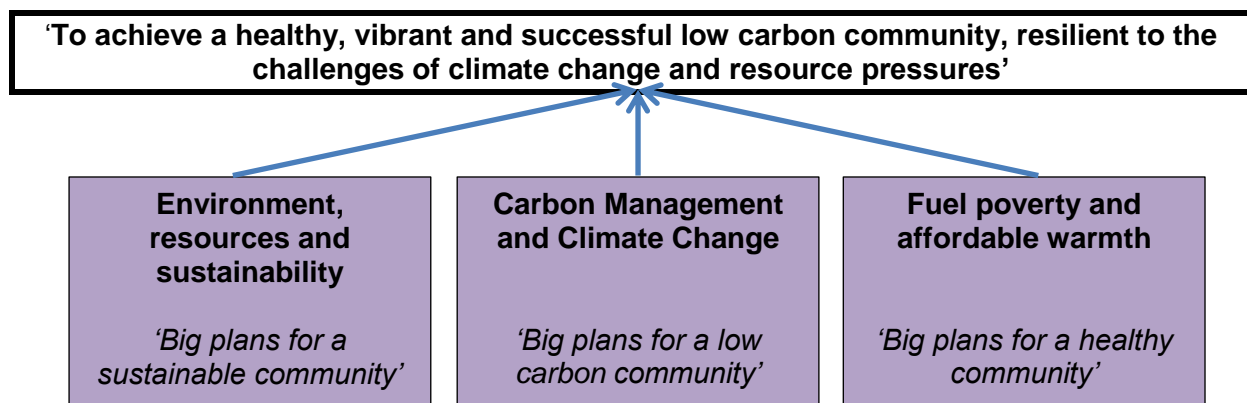 ‘To achieve a healthy, vibrant and successful low carbon community, resilient to the
challenges of climate change and resource pressures’
Environment,
resources and
sustainability
‘Big plans for a
sustainable community’
Carbon Management
and Climate Change
‘Big plans for a low
carbon community’
Fuel poverty and
affordable warmth
‘Big plans for a healthy
community’